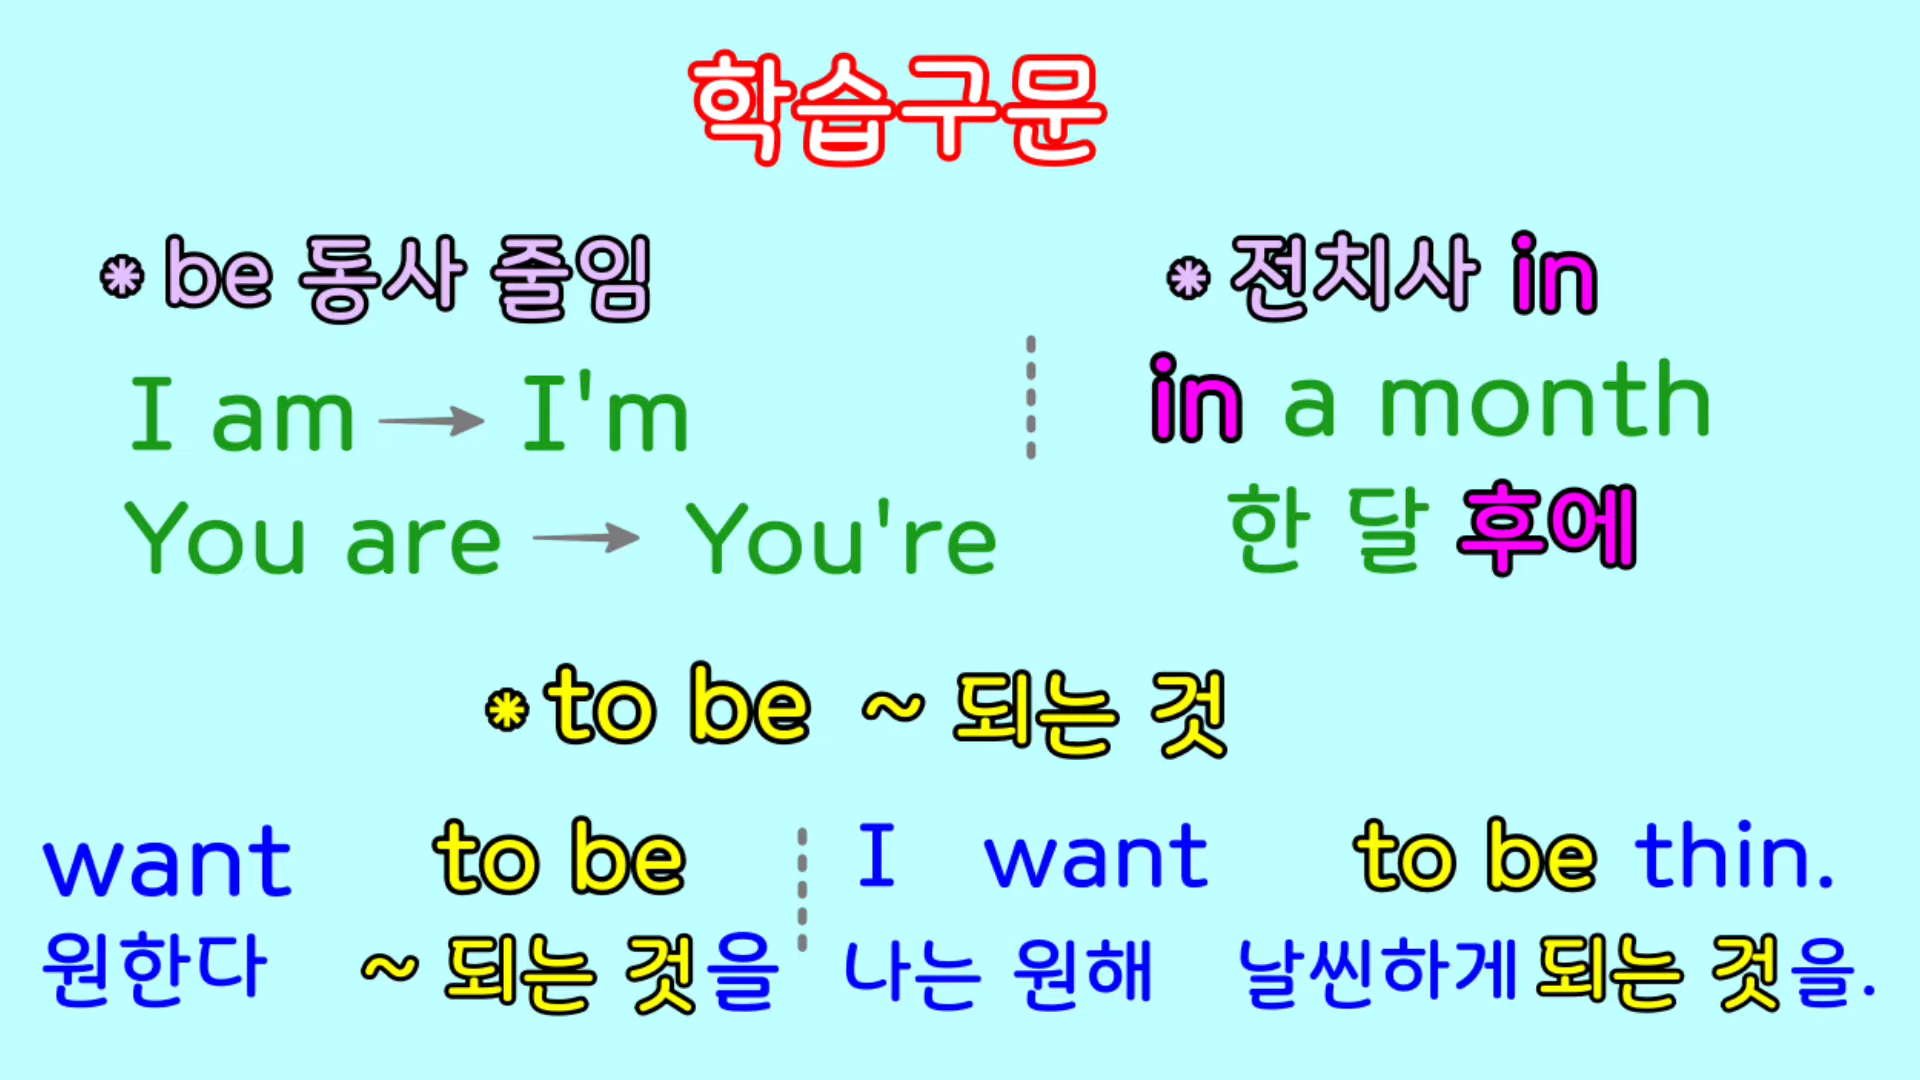 학습구문
* be 동사 줄임
I am → I'm
You are → You're
* 전치사 in
in a month
한 달 후에
* to be ~ 되는 것
want to be
원한다 ~ 되는 것을
I want to be thin.
나는 원해 날씬하게 되는 것을.